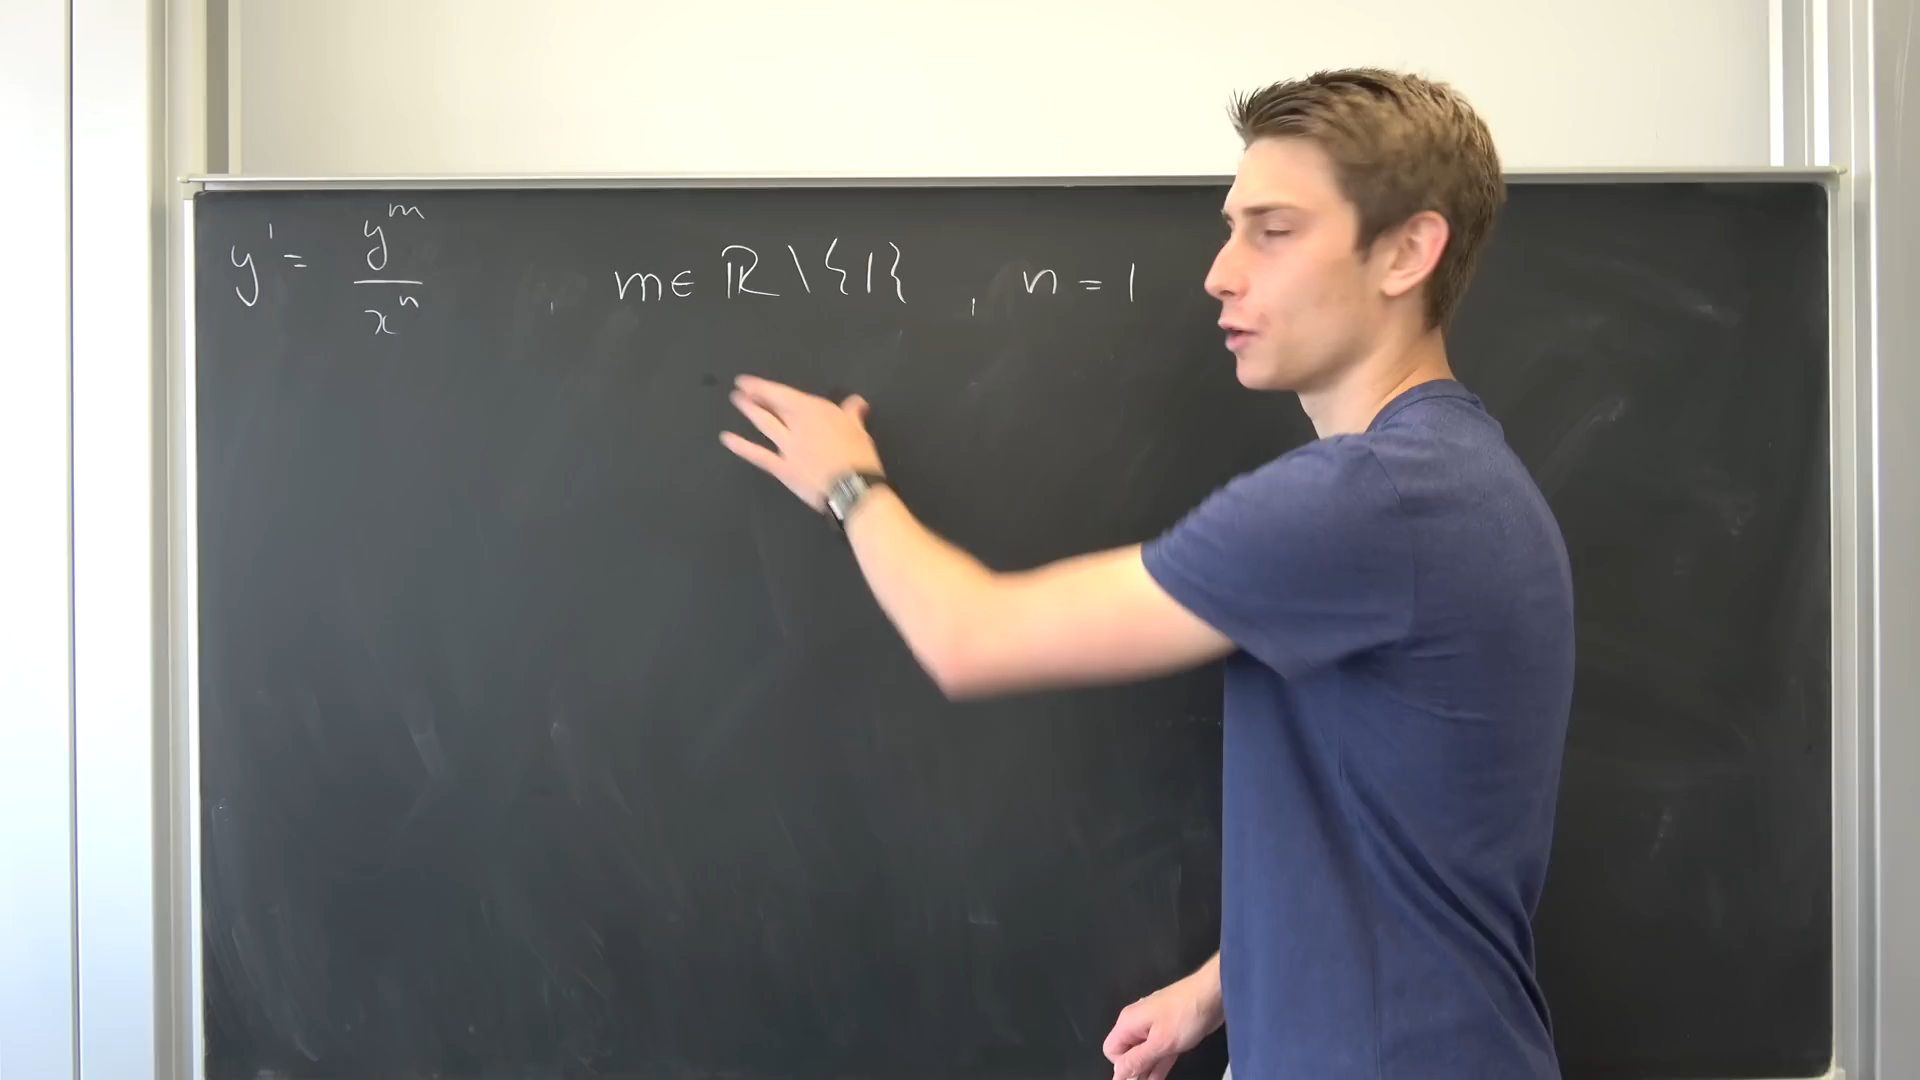 y' = y^m / x^n , m ∈ ℝ \ {1} , n = 1